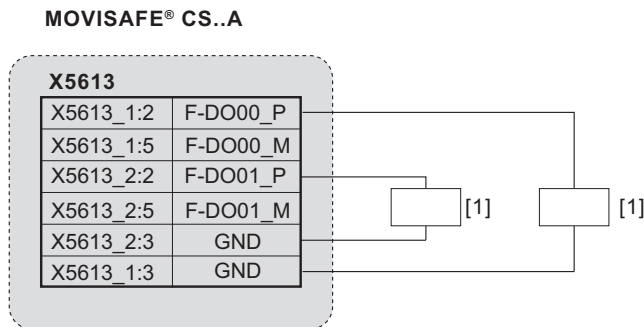 MOVISAFE® CS..A
X5613
X5613_1:2 F-DO00_P
X5613_1:5 F-DO00_M
X5613_2:2 F-DO01_P
X5613_2:5 F-DO01_M
X5613_2:3 GND
X5613_1:3 GND
[1] [1]